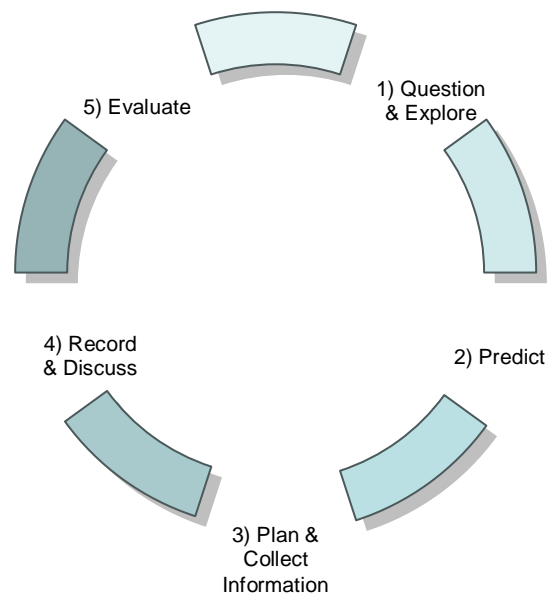 1) Question
& Explore
2) Predict
3) Plan &
Collect
Information
4) Record
& Discuss
5) Evaluate